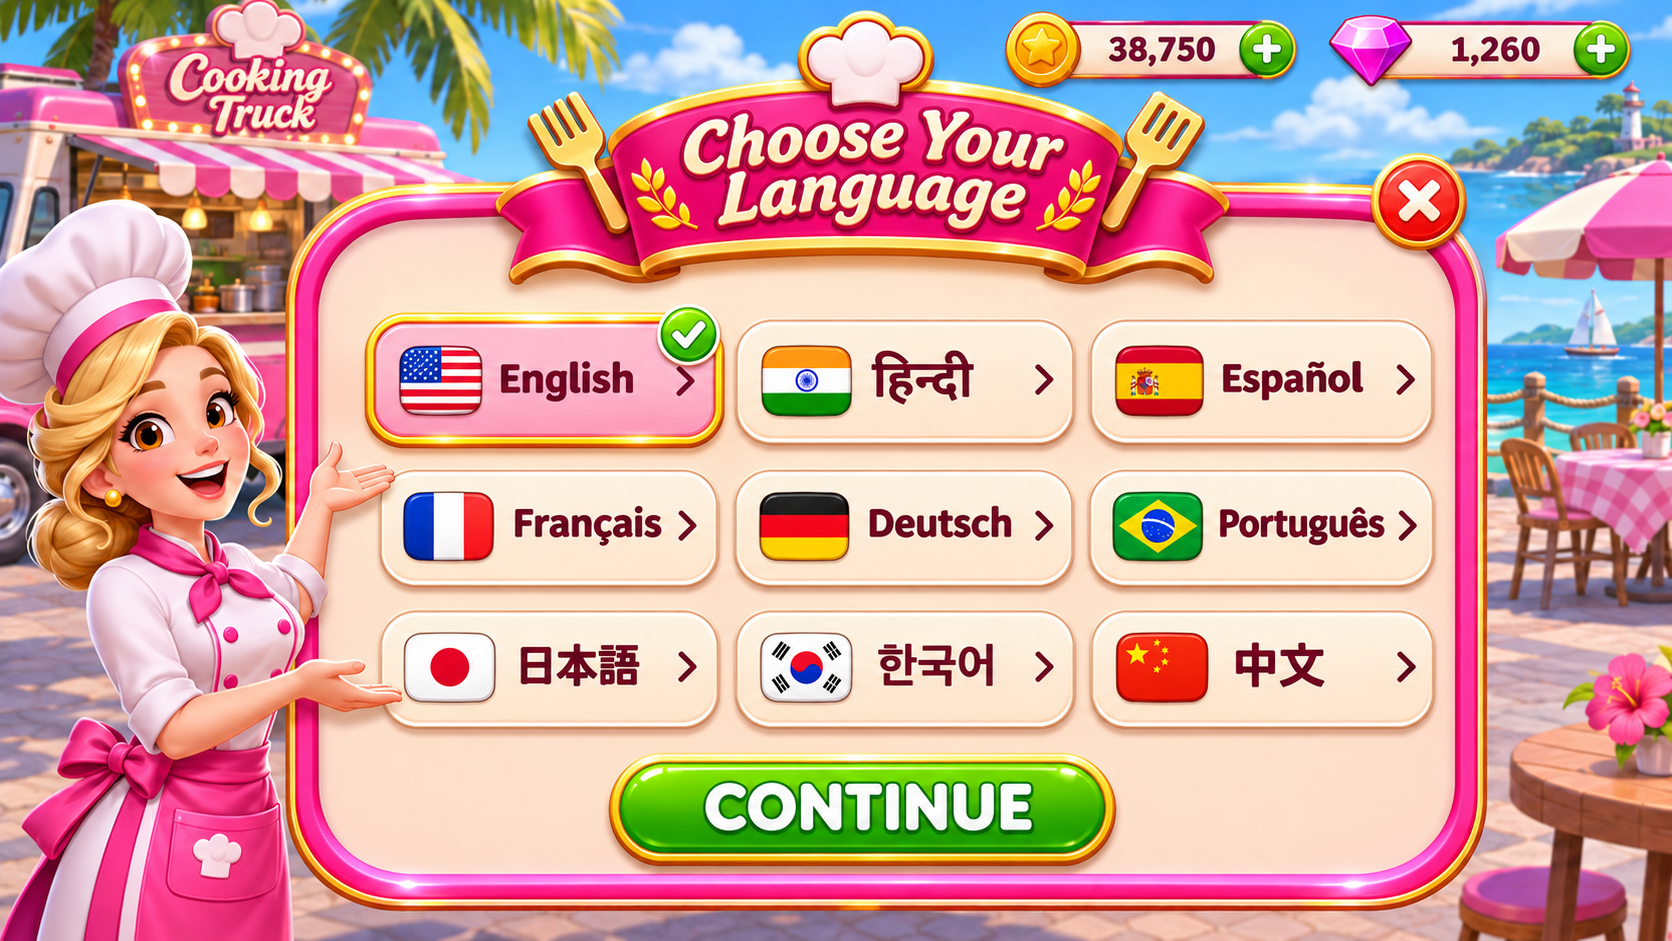 Cooking
Truck
38,750
1,260
Choose Your
Language
English
हिन्दी
Español
Français
Deutsch
Português
日本語
한국어
中文
CONTINUE